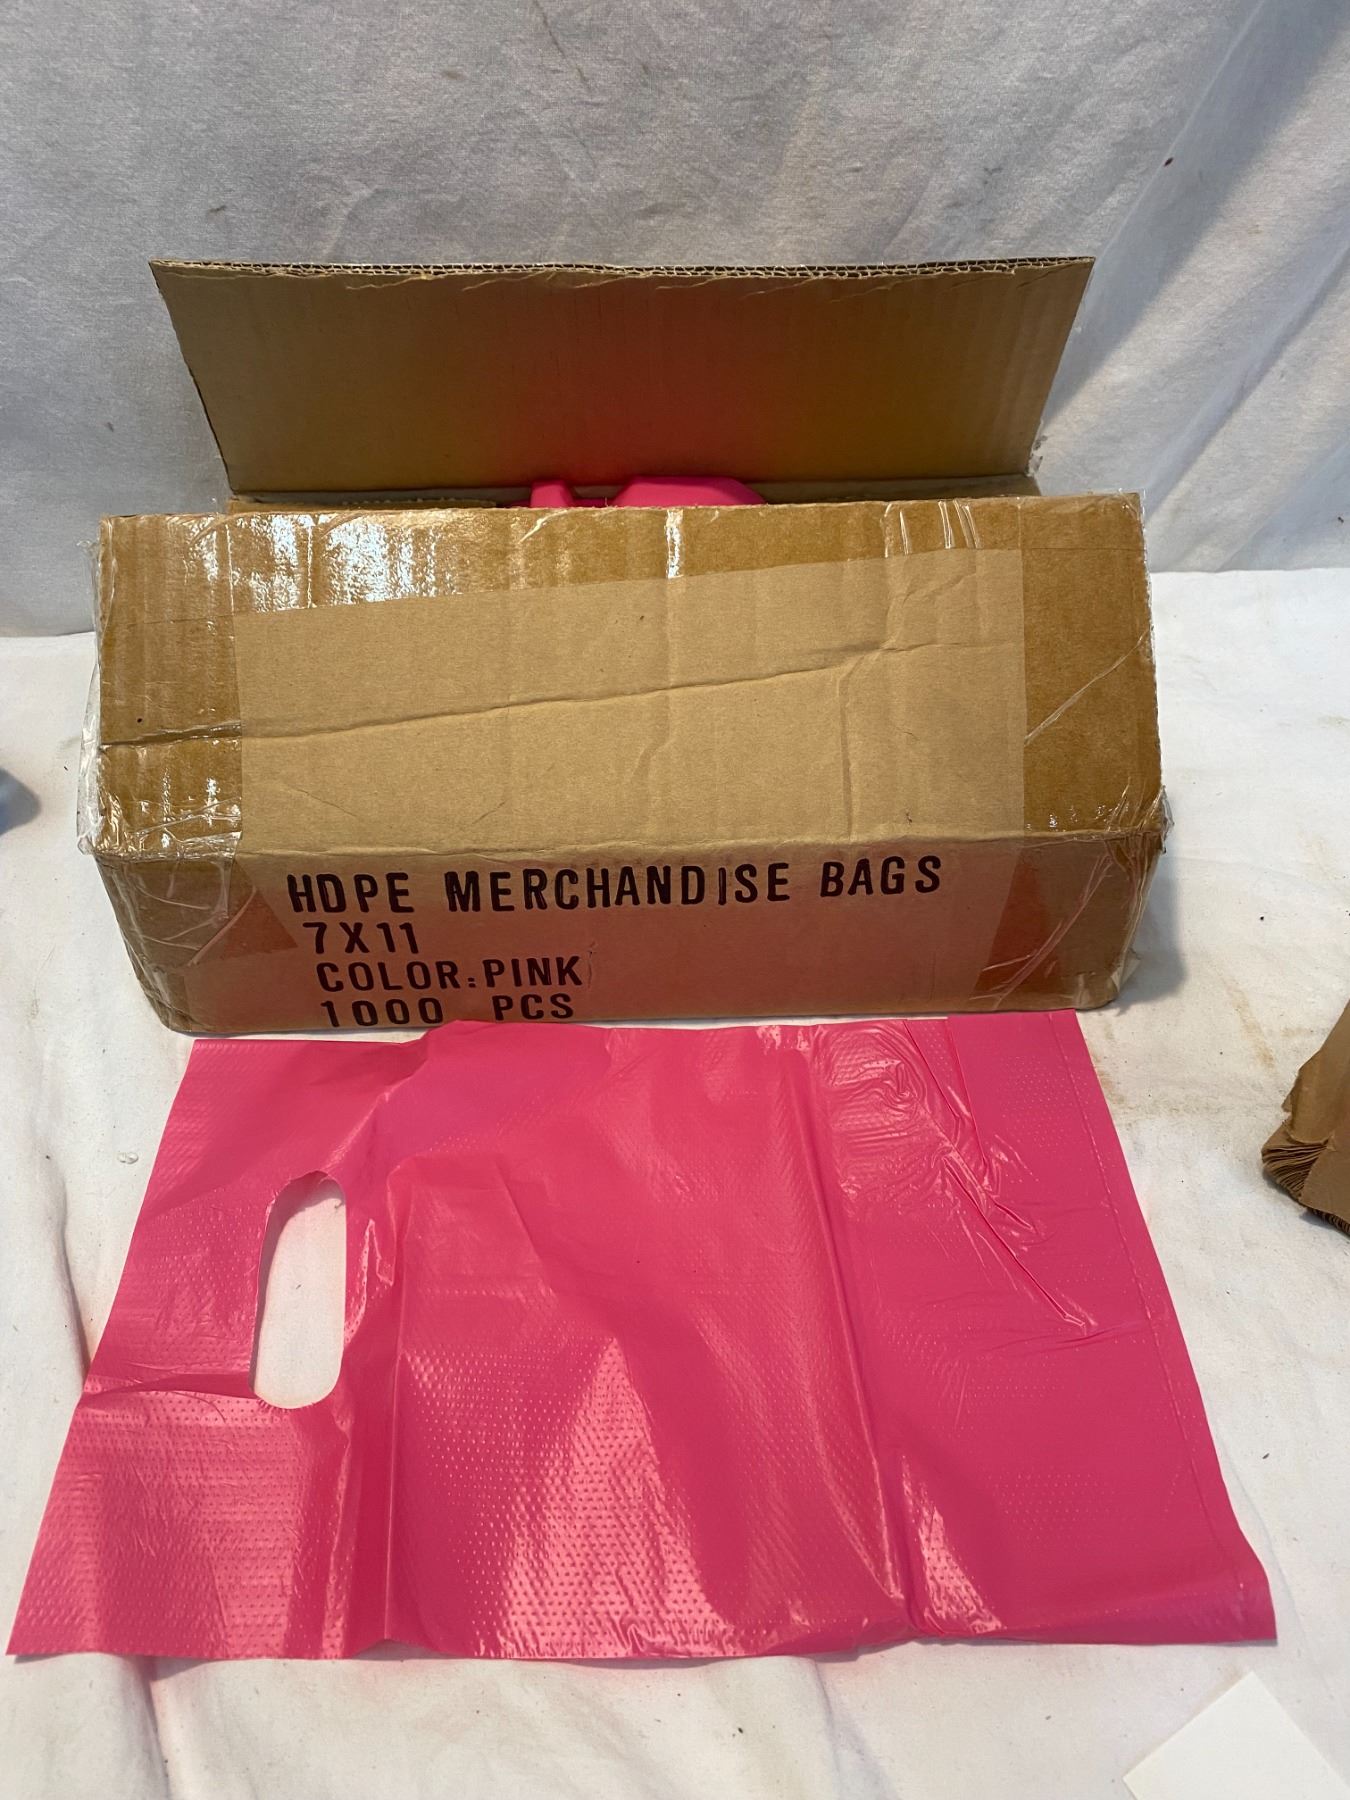 HDPE MERCHANDISE BAGS
7X11
COLOR:PINK
1000 PCS